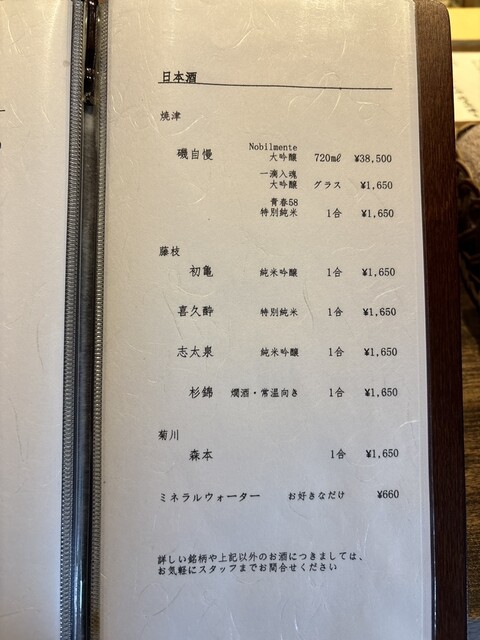 日本酒
焼津
Nobilmente
磯自慢 大吟醸 720mℓ ¥38,500
一滴入魂
大吟醸 グラス ¥1,650
青春58
特別純米 1合 ¥1,650
藤枝
初亀 純米吟醸 1合 ¥1,650
喜久酔 特別純米 1合 ¥1,650
志太泉 純米吟醸 1合 ¥1,650
杉錦 燗酒・常温向き 1合 ¥1,650
菊川
森本 1合 ¥1,650
ミネラルウォーター お好きなだけ ¥660
詳しい銘柄や上記以外のお酒につきましては、
お気軽にスタッフまでお問合せください